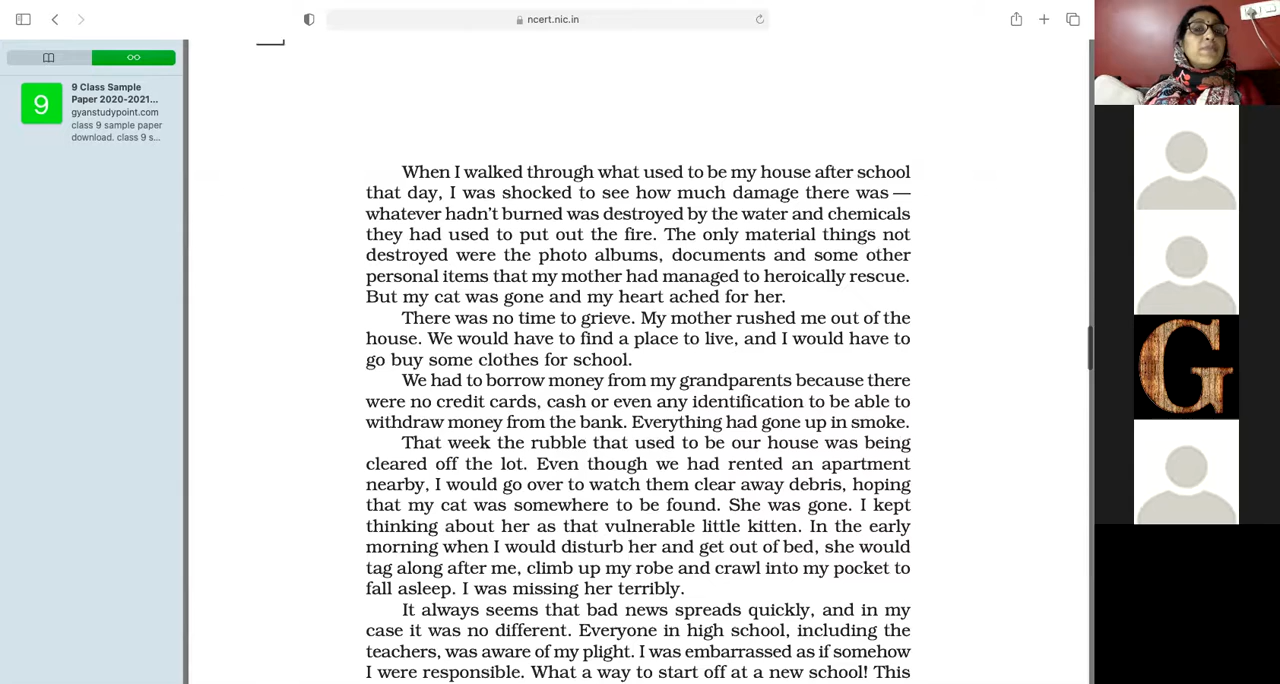 ncert.nic.in
9
9 Class Sample
Paper 2020-2021...
gyanstudypoint.com
class 9 sample paper
download. class 9 s...
When I walked through what used to be my house after school
that day, I was shocked to see how much damage there was —
whatever hadn't burned was destroyed by the water and chemicals
they had used to put out the fire. The only material things not
destroyed were the photo albums, documents and some other
personal items that my mother had managed to heroically rescue.
But my cat was gone and my heart ached for her.
There was no time to grieve. My mother rushed me out of the
house. We would have to find a place to live, and I would have to
go buy some clothes for school.
We had to borrow money from my grandparents because there
were no credit cards, cash or even any identification to be able to
withdraw money from the bank. Everything had gone up in smoke.
That week the rubble that used to be our house was being
cleared off the lot. Even though we had rented an apartment
nearby, I would go over to watch them clear away debris, hoping
that my cat was somewhere to be found. She was gone. I kept
thinking about her as that vulnerable little kitten. In the early
morning when I would disturb her and get out of bed, she would
tag along after me, climb up my robe and crawl into my pocket to
fall asleep. I was missing her terribly.
It always seems that bad news spreads quickly, and in my
case it was no different. Everyone in high school, including the
teachers, was aware of my plight. I was embarrassed as if somehow
I were responsible. What a way to start off at a new school! This
G